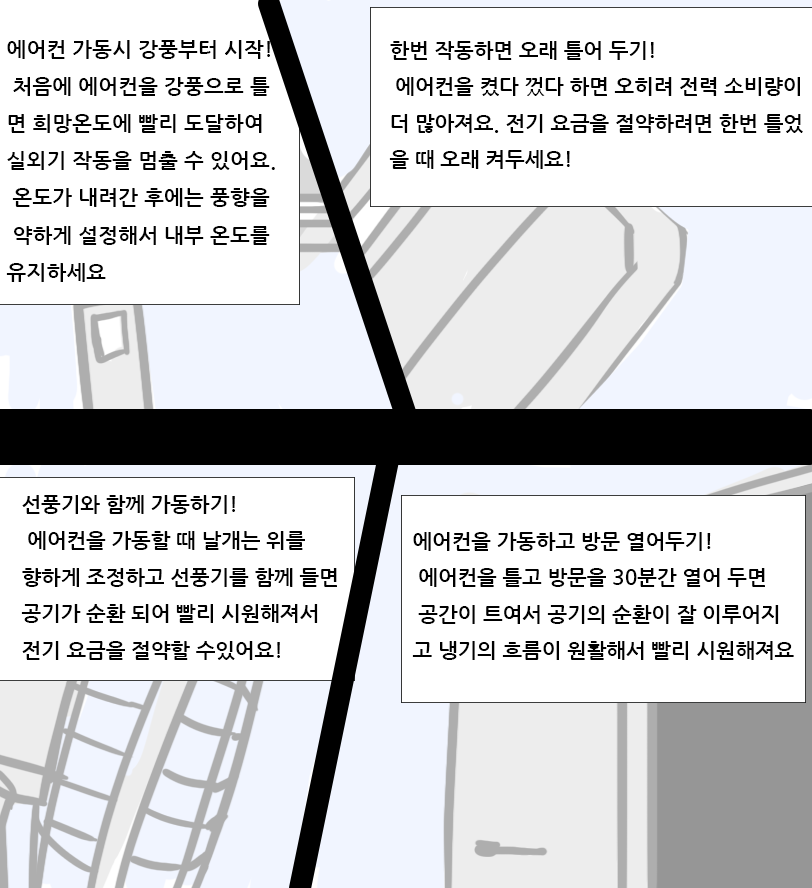 에어컨 가동시 강풍부터 시작!
처음에 에어컨을 강풍으로 틀
면 희망온도에 빨리 도달하여
실외기 작동을 멈출 수 있어요.
온도가 내려간 후에는 풍향을
약하게 설정해서 내부 온도를
유지하세요
한번 작동하면 오래 틀어 두기!
에어컨을 켰다 껐다 하면 오히려 전력 소비량이
더 많아져요. 전기 요금을 절약하려면 한번 틀었
을 때 오래 켜두세요!
선풍기와 함께 가동하기!
에어컨을 가동할 때 날개는 위를
향하게 조정하고 선풍기를 함께 들면
공기가 순환 되어 빨리 시원해져서
전기 요금을 절약할 수있어요!
에어컨을 가동하고 방문 열어두기!
에어컨을 틀고 방문을 30분간 열어 두면
공간이 트여서 공기의 순환이 잘 이루어지
고 냉기의 흐름이 원활해서 빨리 시원해져요